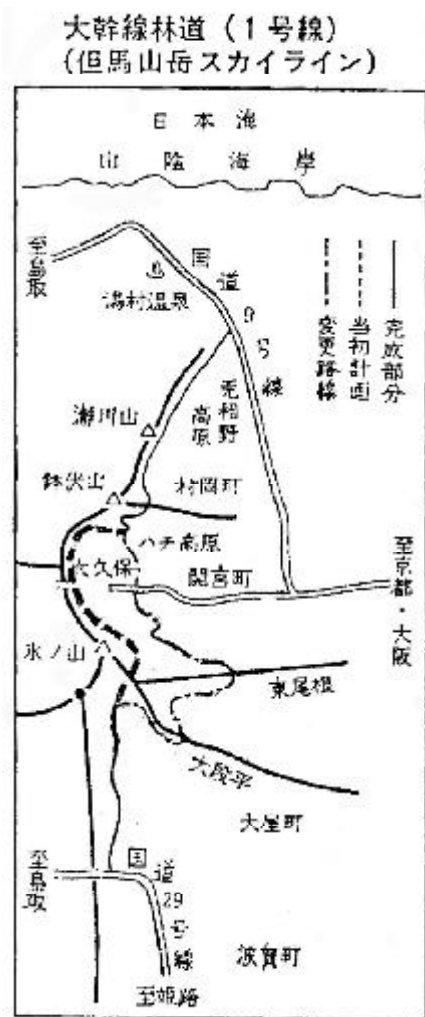 大幹線林道（1号線）
（但馬山岳スカイライン）
日本海
陰海岸
至鳥取
国道9号線
湯村温泉
完成部分
当初計画
変更路線
瀞川山
高原
鉢伏山
村岡町
ハチ高原
大久保
関宮町
至京都・大阪
氷ノ山
東尾根
大段平
大屋町
至鳥取
国道29号線
波賀町
至姫路